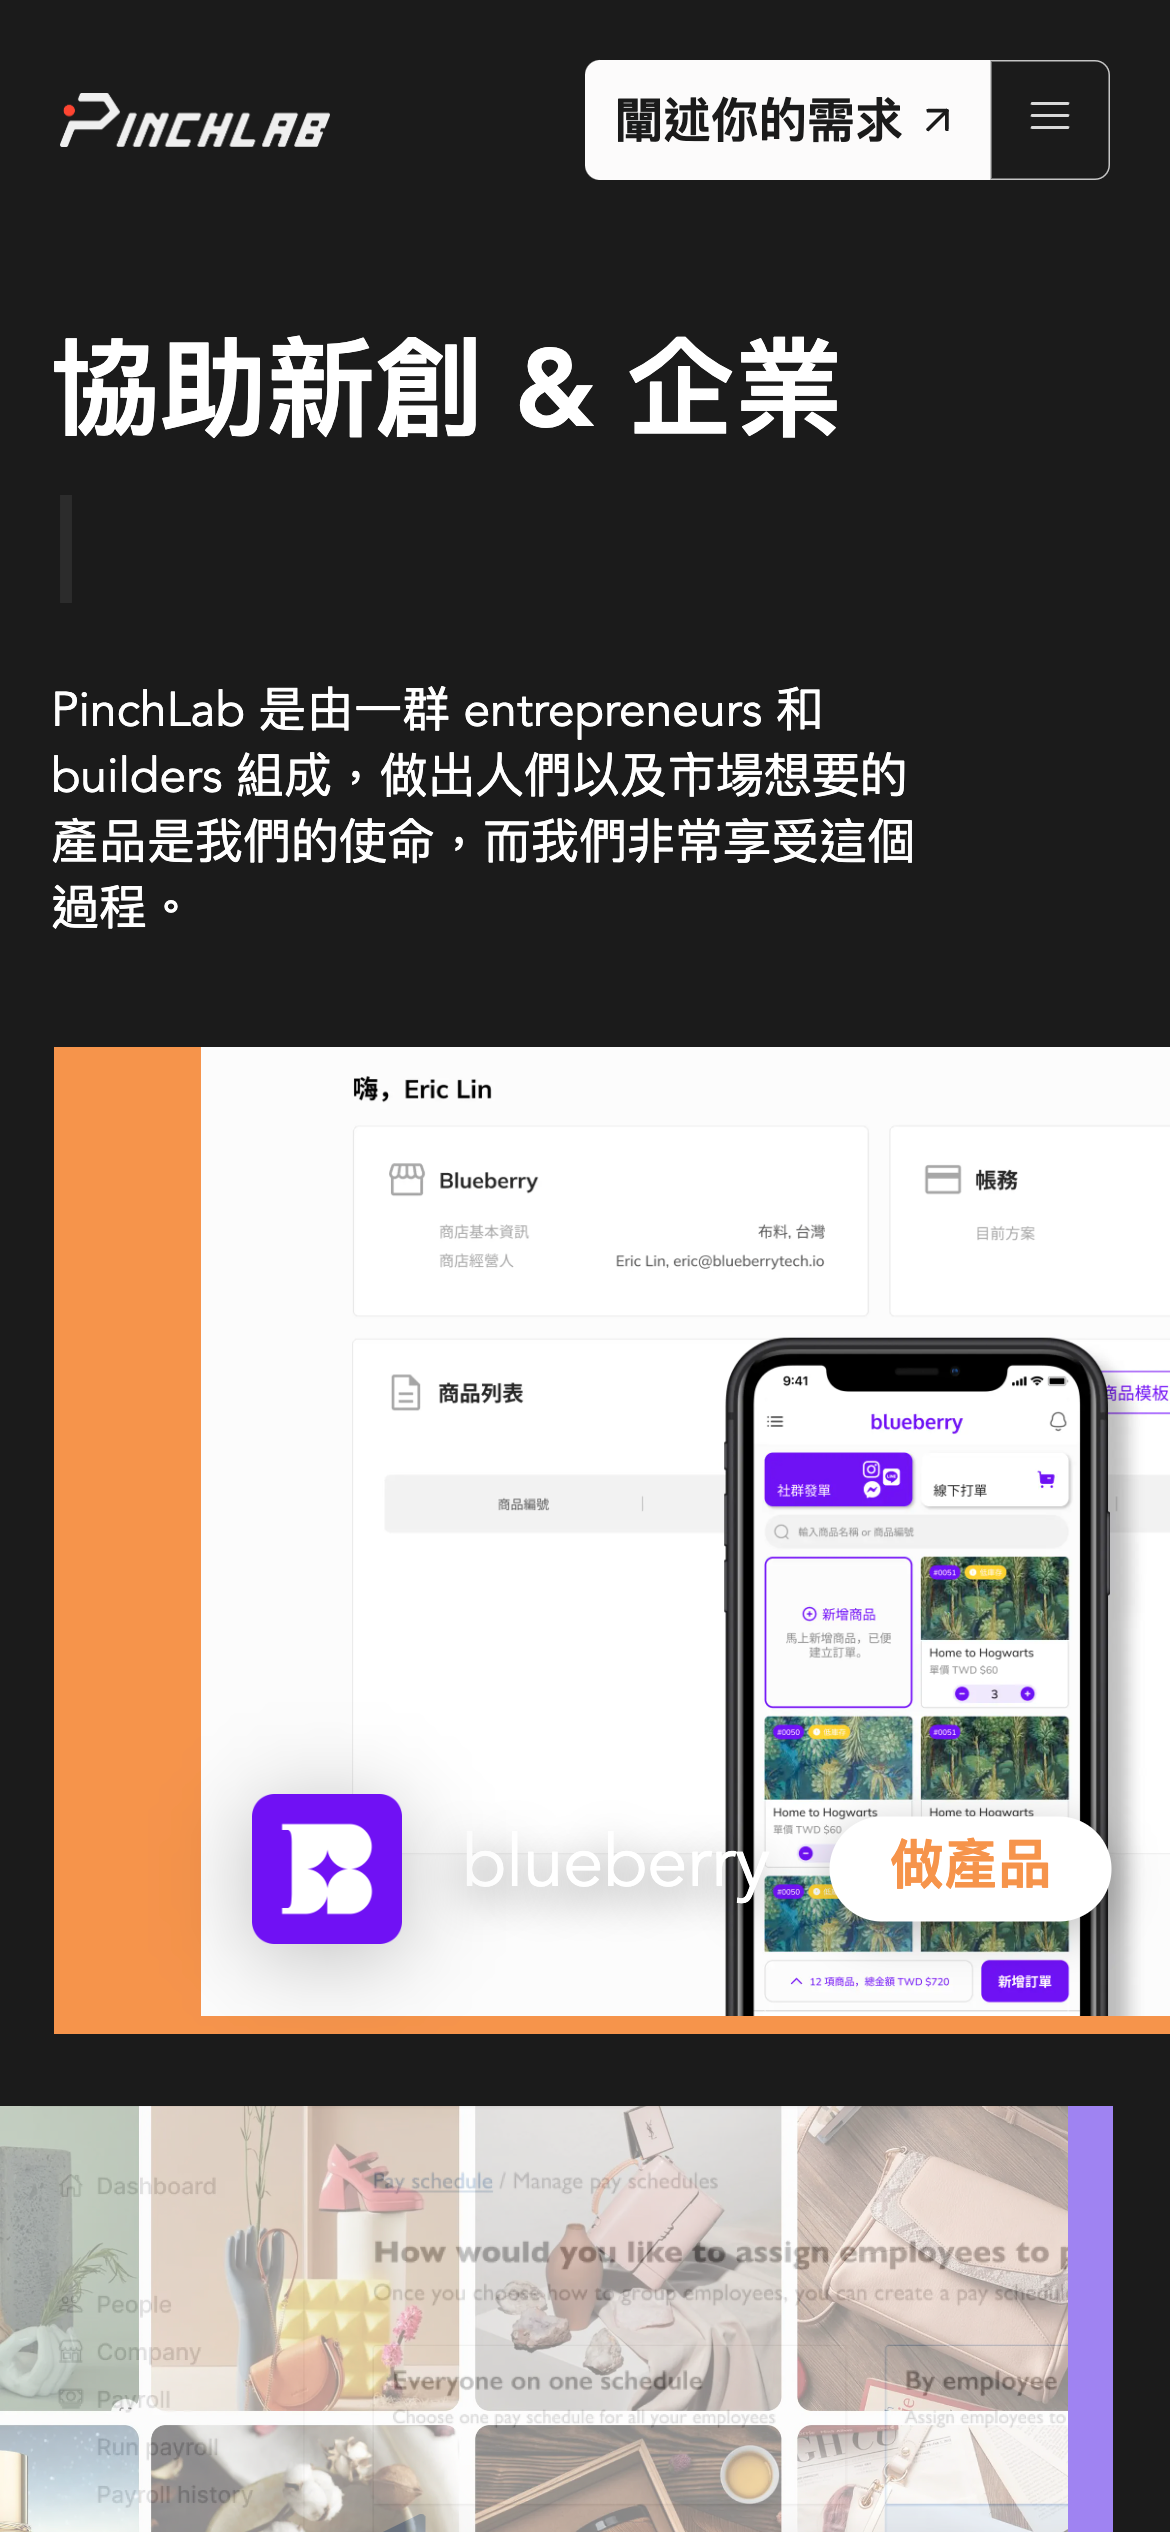 PINCHLAB
闡述你的需求
協助新創 & 企業
PinchLab 是由一群 entrepreneurs 和
builders 組成，做出人們以及市場想要的
產品是我們的使命，而我們非常享受這個
過程。
嗨，Eric Lin
Blueberry
商店基本資訊 布料, 台灣
商店經營人 Eric Lin, eric@blueberrytech.io
帳務
目前方案
商品列表
商品模板
商品編號
9:41
blueberry
社群發單
線下打單
輸入商品名稱 or 商品編號
新增商品
馬上新增商品，已便
建立訂單。
#0051 低庫存
Home to Hogwarts
單價 TWD $60
3
#0050 低庫存
Home to Hogwarts
單價 TWD $60
#0051
Home to Hogwarts
#0050
blueberry
做產品
12 項商品，總金額 TWD $720
新增訂單
Dashboard
People
Company
Payroll
Run payroll
Payroll history
Pay schedule / Manage pay schedules
How would you like to assign employees to
Once you choose how to group employees, you can create a pay schedule
Everyone on one schedule
Choose one pay schedule for all your employees
By employee
Assign employees to